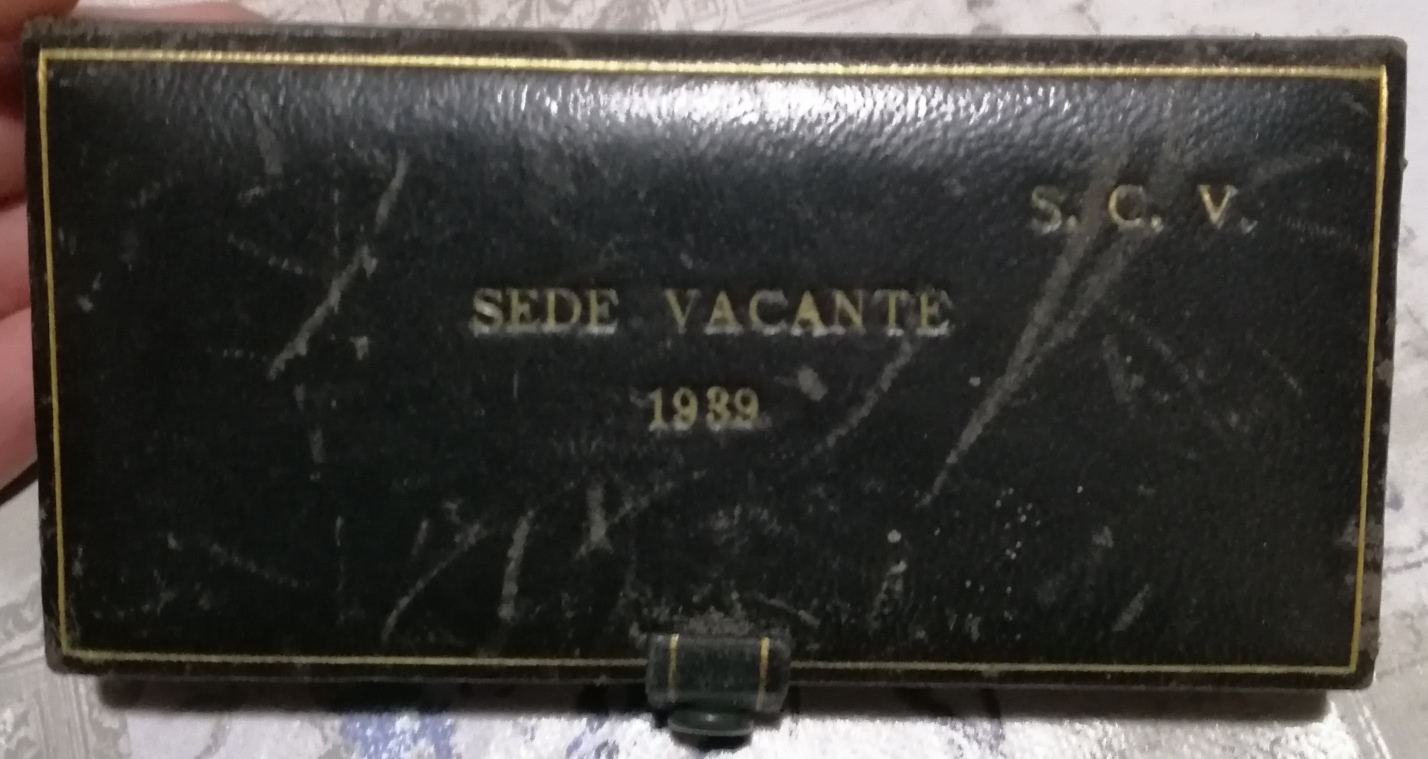 S. C. V.
SEDE VACANTE
1939